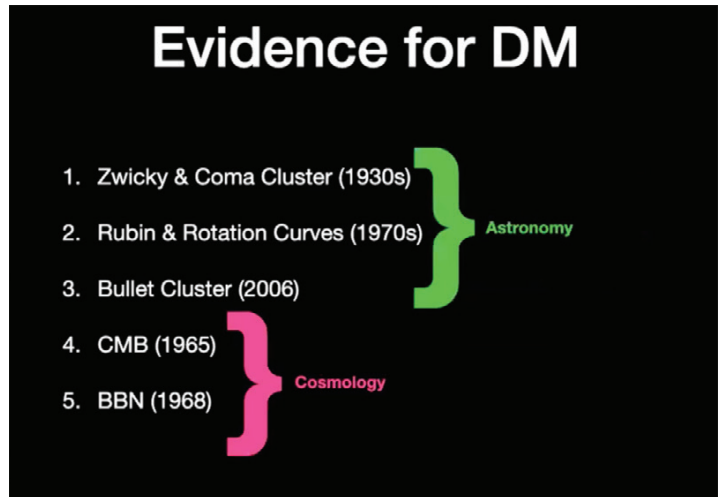 Evidence for DM
1. Zwicky & Coma Cluster (1930s)
2. Rubin & Rotation Curves (1970s)
Astronomy
3. Bullet Cluster (2006)
4. CMB (1965)
Cosmology
5. BBN (1968)